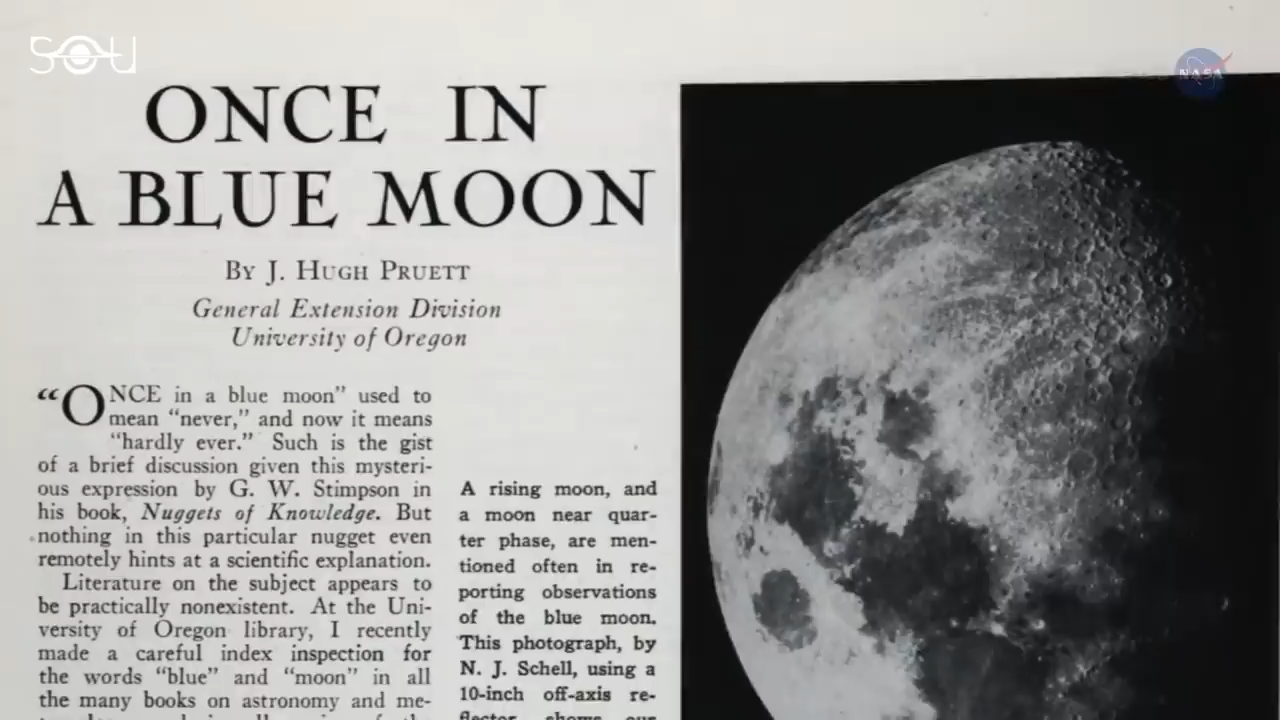 SOU
NASA
ONCE IN
A BLUE MOON
By J. Hugh Pruett
General Extension Division
University of Oregon
“ONCE in a blue moon” used to
mean “never,” and now it means
“hardly ever.” Such is the gist
of a brief discussion given this mysteri-
ous expression by G. W. Stimpson in
his book, Nuggets of Knowledge. But
nothing in this particular nugget even
remotely hints at a scientific explanation.
Literature on the subject appears to
be practically nonexistent. At the Uni-
versity of Oregon library, I recently
made a careful index inspection for
the words “blue” and “moon” in all
the many books on astronomy and me-
A rising moon, and
a moon near quar-
ter phase, are men-
tioned often in re-
porting observations
of the blue moon.
This photograph, by
N. J. Schell, using a
10-inch off-axis re-
flector, shows our